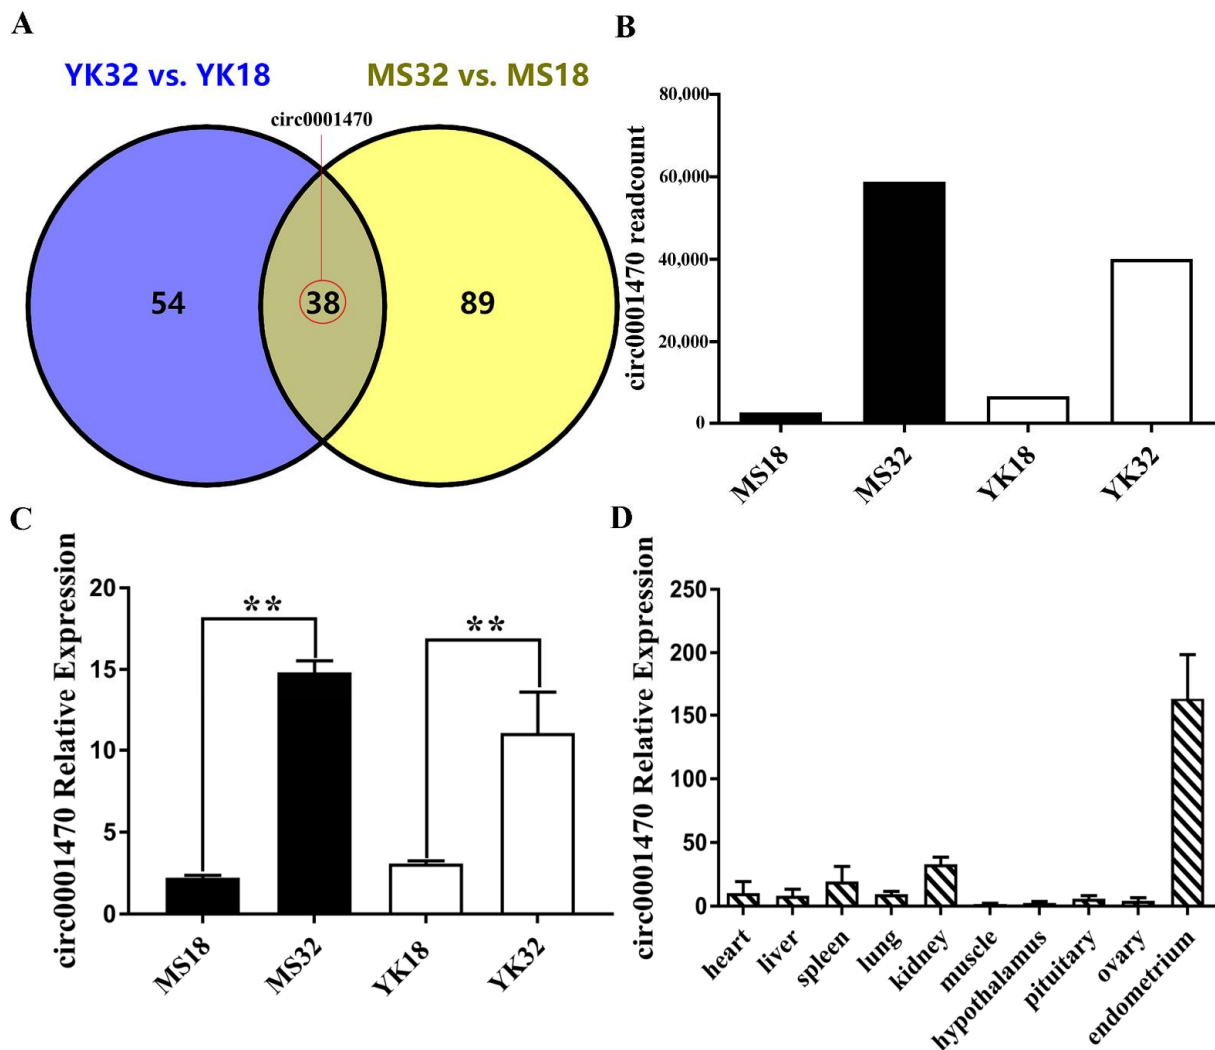 A
YK32 vs. YK18
MS32 vs. MS18
circ0001470
54
38
89
B
circ0001470 readcount
80,000
60,000
40,000
20,000
0
MS18
MS32
YK18
YK32
C
circ0001470 Relative Expression
20
15
10
5
0
**
**
MS18
MS32
YK18
YK32
D
circ0001470 Relative Expression
250
200
150
100
50
0
heart
liver
spleen
lung
kidney
muscle
hypothalamus
pituitary
ovary
endometrium